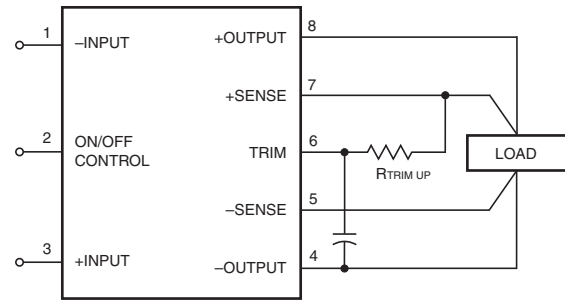 1 –INPUT
+OUTPUT 8
+SENSE 7
2 ON/OFF
CONTROL
TRIM 6
RTRIM UP
LOAD
–SENSE 5
3 +INPUT
–OUTPUT 4